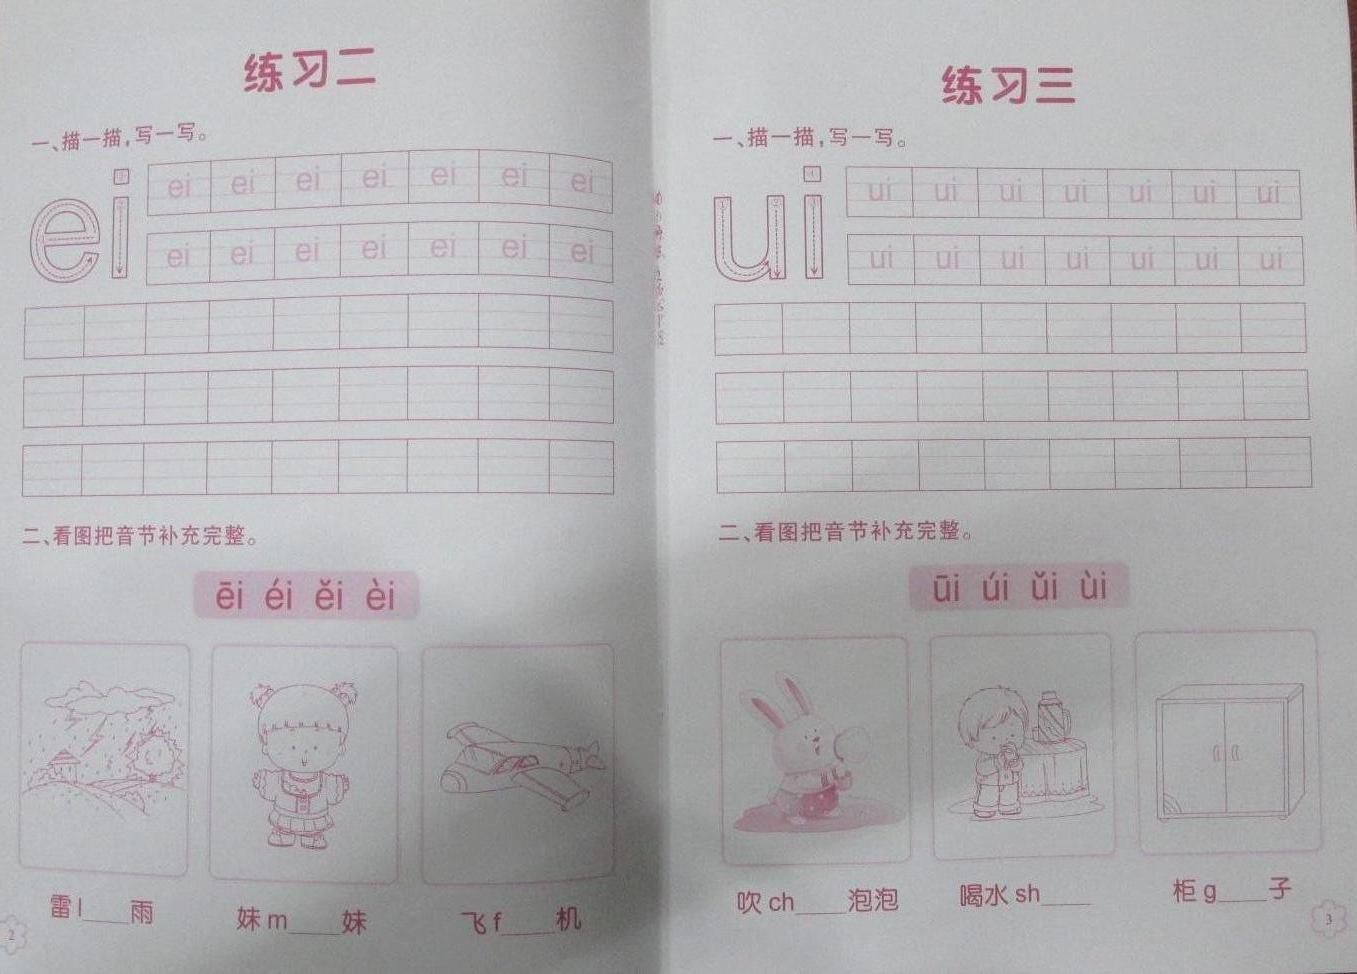 练习二
一、描一描，写一写。
ei ei ei ei ei ei ei ei
ei ei ei ei ei ei ei
二、看图把音节补充完整。
ēi éi ěi èi
雷l____雨 妹m____妹 飞f____机
2
练习三
一、描一描，写一写。
ui ui ui ui ui ui ui ui
ui ui ui ui ui ui ui
二、看图把音节补充完整。
ūi úi ǔi ùi
吹ch____泡泡 喝水sh____ 柜g____子
3